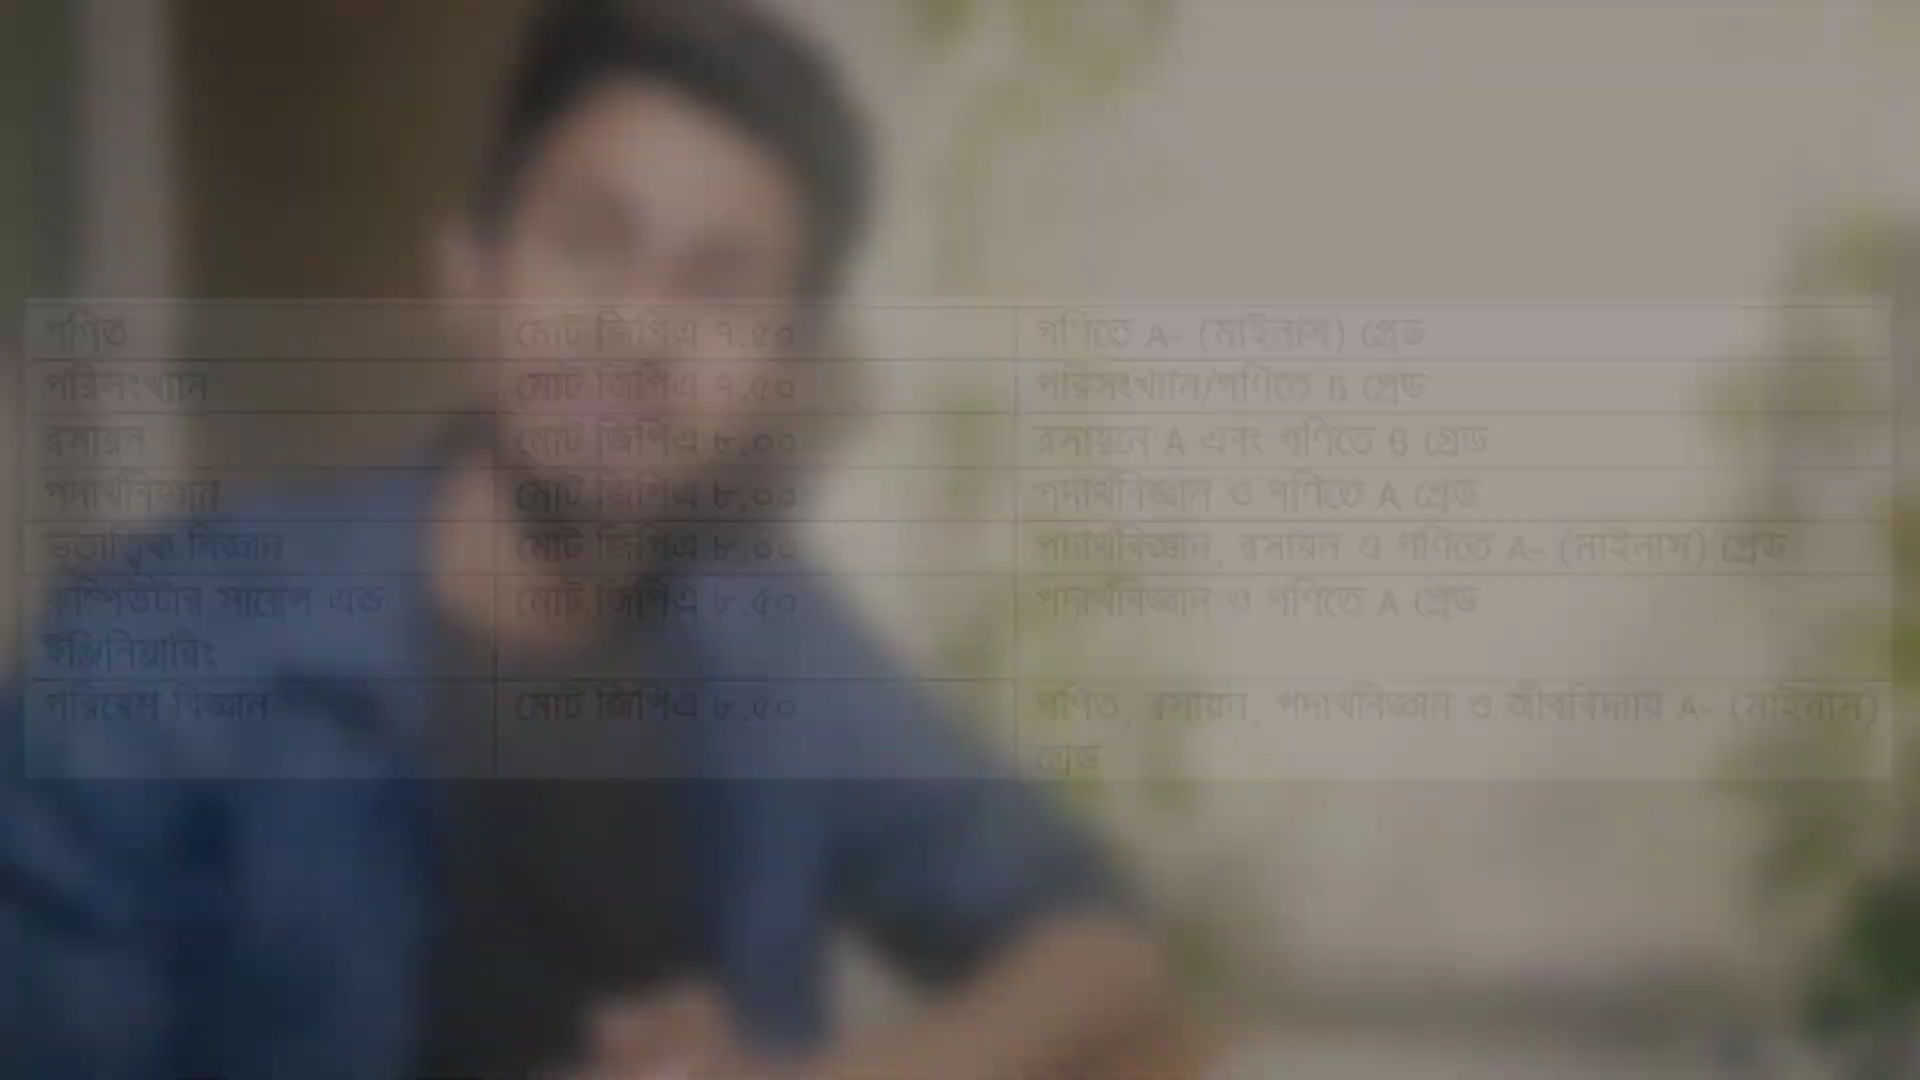 গণিত মোট জিপিএ ৭.৫০ গণিতে A- (মাইনাস) গ্রেড
পরিসংখ্যান মোট জিপিএ ৭.৫০ পরিসংখ্যান/গণিতে B গ্রেড
রসায়ন মোট জিপিএ ৮.০০ রসায়নে A এবং গণিতে B গ্রেড
পদার্থবিজ্ঞান মোট জিপিএ ৮.০০ পদার্থবিজ্ঞান ও গণিতে A গ্রেড
ভূতাত্ত্বিক বিজ্ঞান মোট জিপিএ ৮.০০ পদার্থবিজ্ঞান, রসায়ন ও গণিতে A- (মাইনাস) গ্রেড
কম্পিউটার সায়েন্স এন্ড মোট জিপিএ ৮.৫০ পদার্থবিজ্ঞান ও গণিতে A গ্রেড
ইঞ্জিনিয়ারিং
পরিবেশ বিজ্ঞান মোট জিপিএ ৮.৫০ গণিত, রসায়ন, পদার্থবিজ্ঞান ও জীববিদ্যায় A- (মাইনাস)
গ্রেড